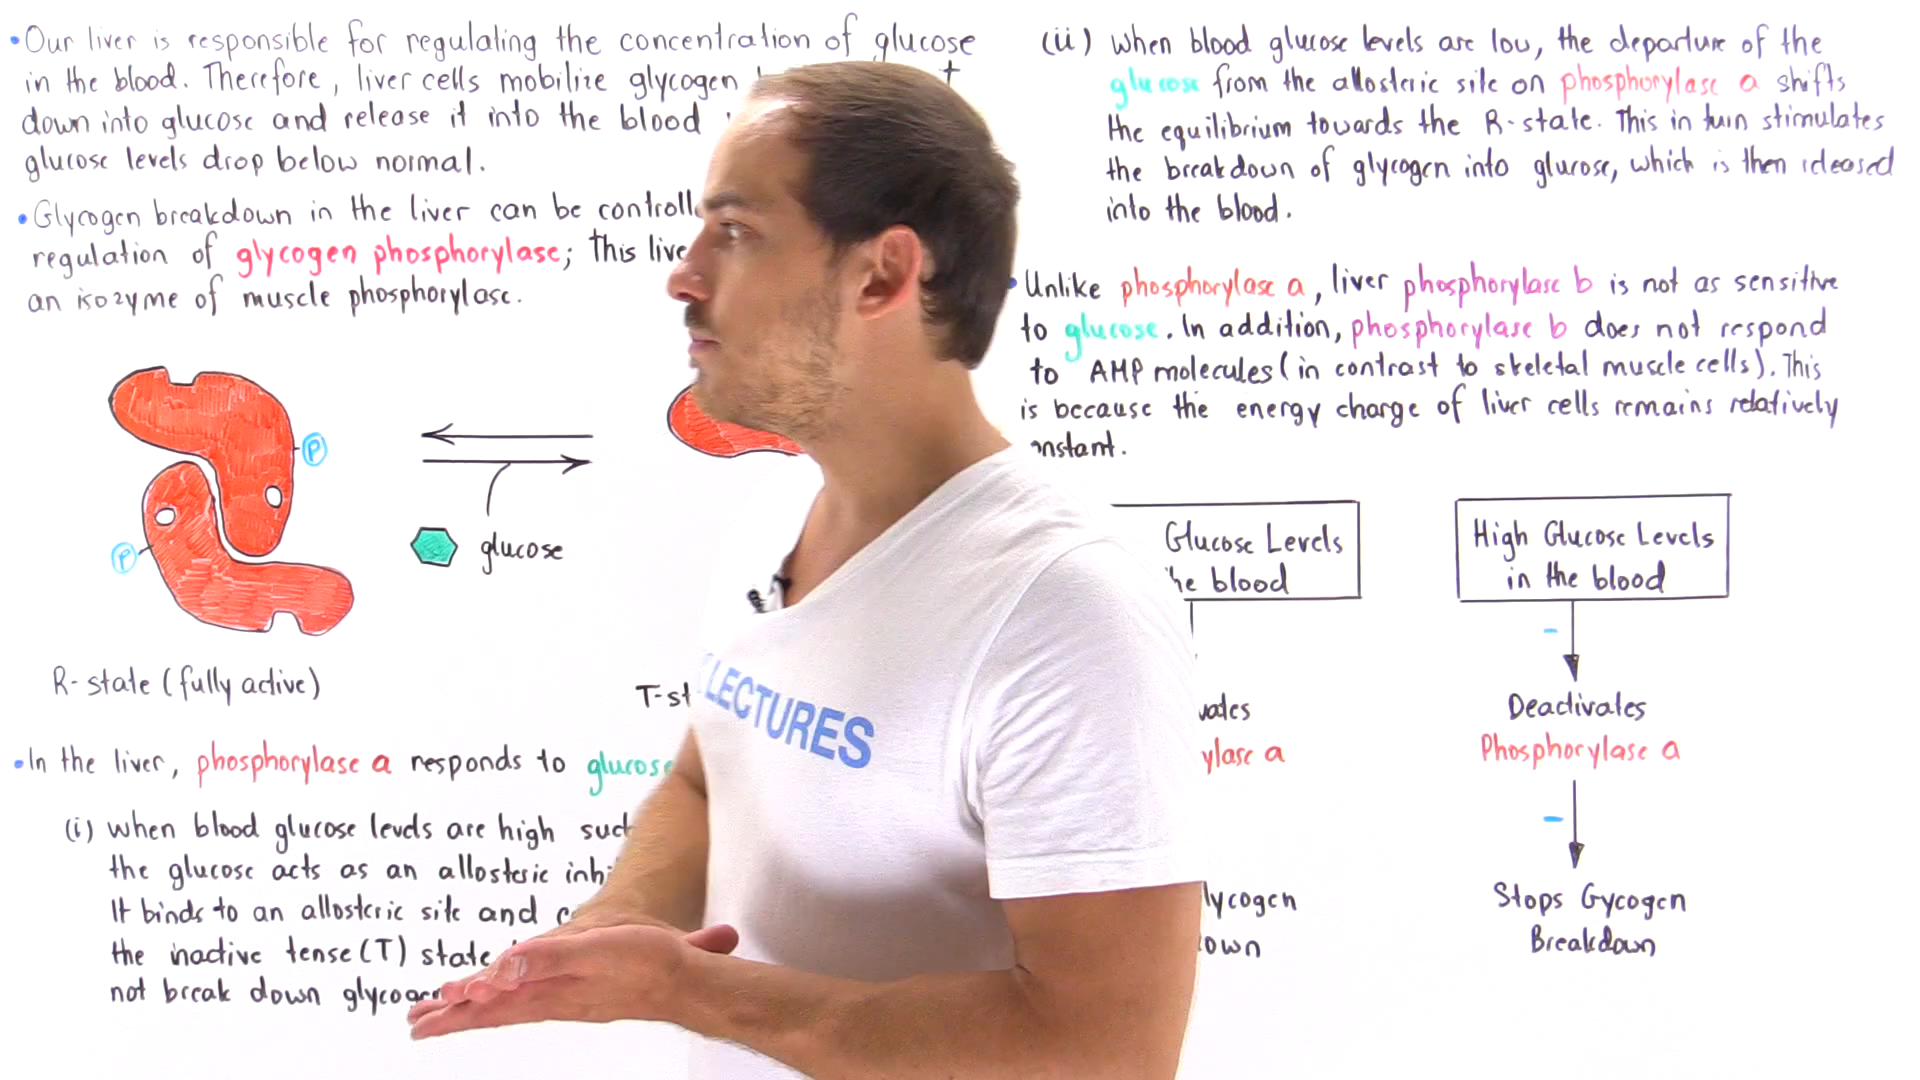 •Our liver is responsible for regulating the concentration of glucose
in the blood. Therefore, liver cells mobilize glycogen
down into glucose and release it into the blood
glucose levels drop below normal.
•Glycogen breakdown in the liver can be
regulation of glycogen phosphorylase; this
an isozyme of muscle phosphorylase.
P
P
glucose
R-state (fully active)
•In the liver, phosphorylase a responds to glucose
(i) when blood glucose levels are high
the glucose acts as an allosteric
It binds to an allosteric site and
the inactive tense (T) state
not break down
(ii) when blood glucose levels are low, the departure of the
glucose from the allosteric site on phosphorylase a shifts
the equilibrium towards the R-state. This in turn stimulates
the breakdown of glycogen into glucose, which is then released
into the blood.
•Unlike phosphorylase a, liver phosphorylase b is not as sensitive
to glucose. In addition, phosphorylase b does not respond
to AMP molecules (in contrast to skeletal muscle cells). This
is because the energy charge of liver cells remains relatively
Glucose Levels
blood
a
High Glucose Levels
in the blood
-
Deactivates
Phosphorylase a
-
Stops Gycogen
Breakdown
LECTURES